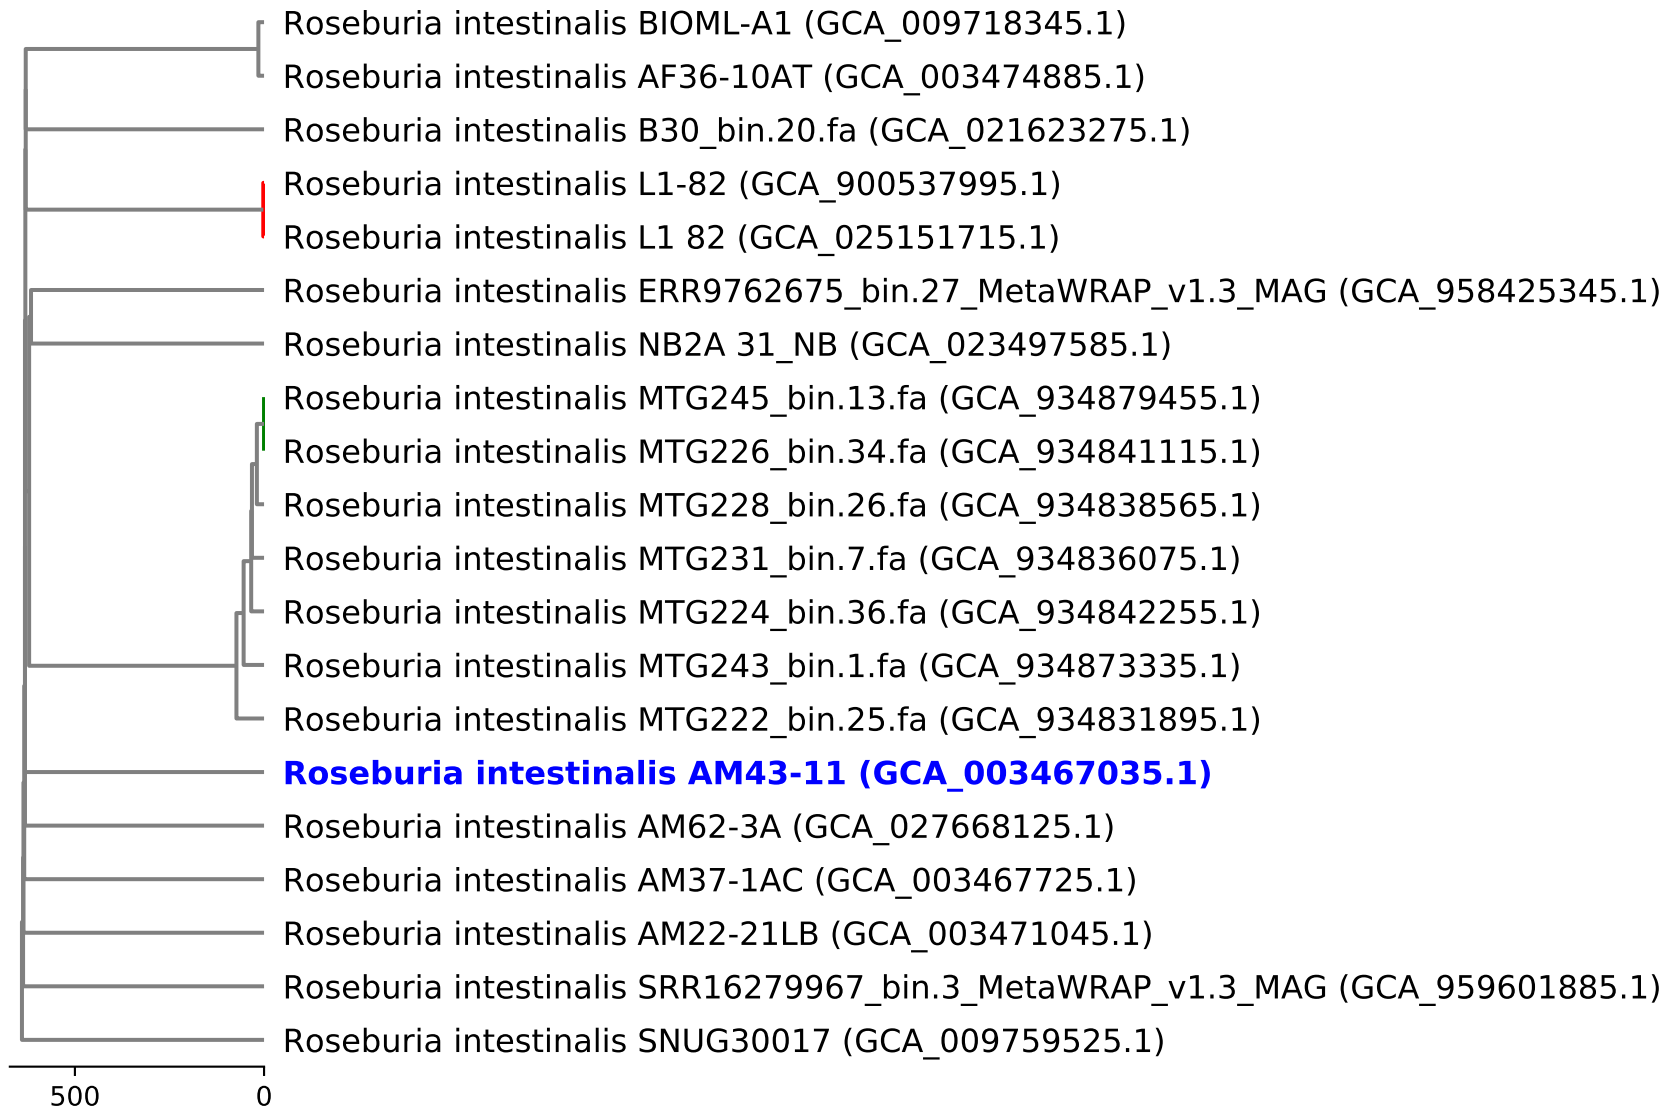 Roseburia intestinalis BIOML-A1 (GCA_009718345.1)
Roseburia intestinalis AF36-10AT (GCA_003474885.1)
Roseburia intestinalis B30_bin.20.fa (GCA_021623275.1)
Roseburia intestinalis L1-82 (GCA_900537995.1)
Roseburia intestinalis L1 82 (GCA_025151715.1)
Roseburia intestinalis ERR9762675_bin.27_MetaWRAP_v1.3_MAG (GCA_958425345.1)
Roseburia intestinalis NB2A 31_NB (GCA_023497585.1)
Roseburia intestinalis MTG245_bin.13.fa (GCA_934879455.1)
Roseburia intestinalis MTG226_bin.34.fa (GCA_934841115.1)
Roseburia intestinalis MTG228_bin.26.fa (GCA_934838565.1)
Roseburia intestinalis MTG231_bin.7.fa (GCA_934836075.1)
Roseburia intestinalis MTG224_bin.36.fa (GCA_934842255.1)
Roseburia intestinalis MTG243_bin.1.fa (GCA_934873335.1)
Roseburia intestinalis MTG222_bin.25.fa (GCA_934831895.1)
Roseburia intestinalis AM43-11 (GCA_003467035.1)
Roseburia intestinalis AM62-3A (GCA_027668125.1)
Roseburia intestinalis AM37-1AC (GCA_003467725.1)
Roseburia intestinalis AM22-21LB (GCA_003471045.1)
Roseburia intestinalis SRR16279967_bin.3_MetaWRAP_v1.3_MAG (GCA_959601885.1)
Roseburia intestinalis SNUG30017 (GCA_009759525.1)
500 0